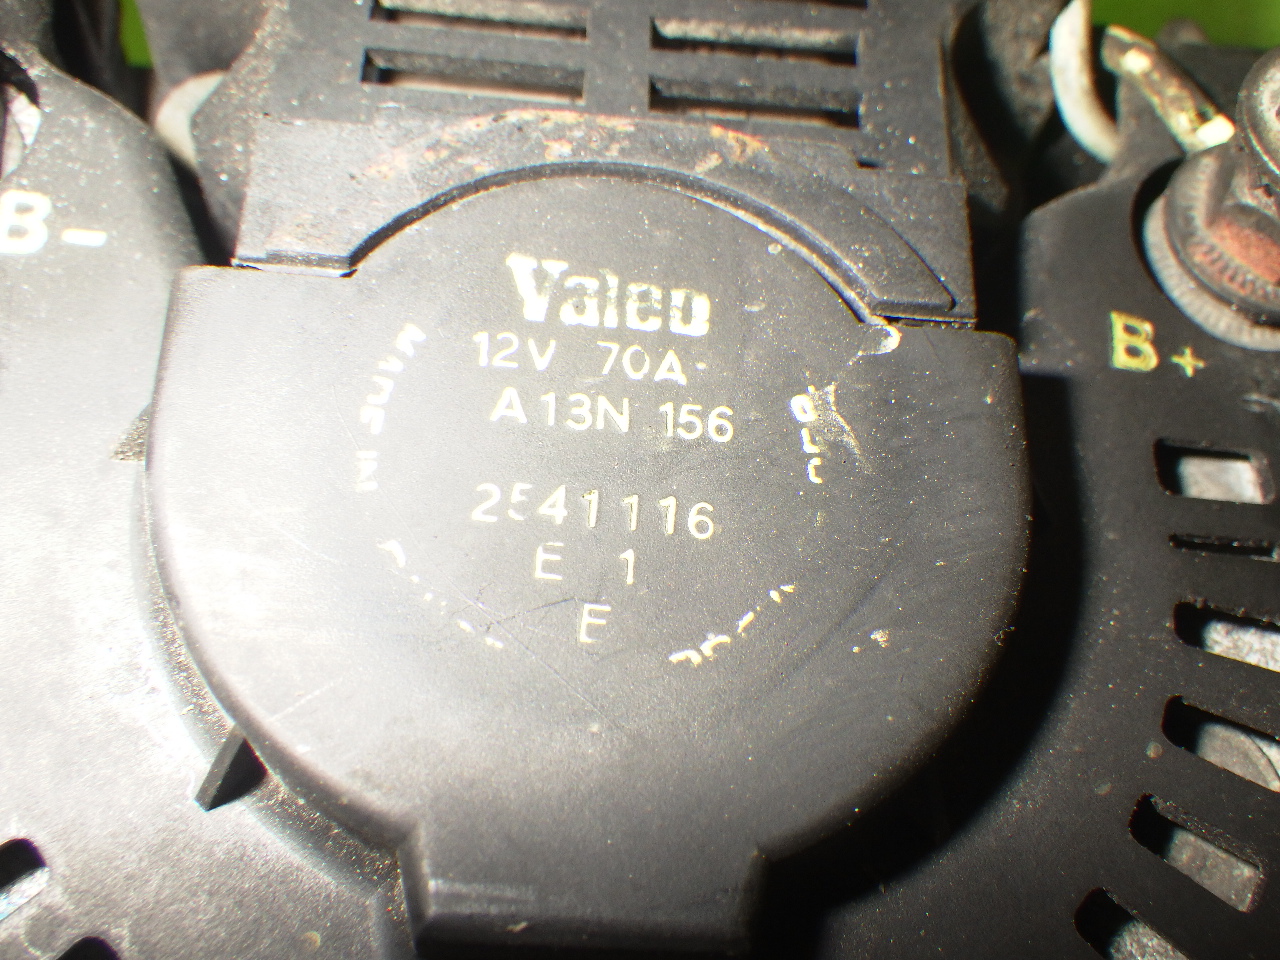 B-
Valeo
12V 70A
A13N 156
2541116
E 1
E
B+